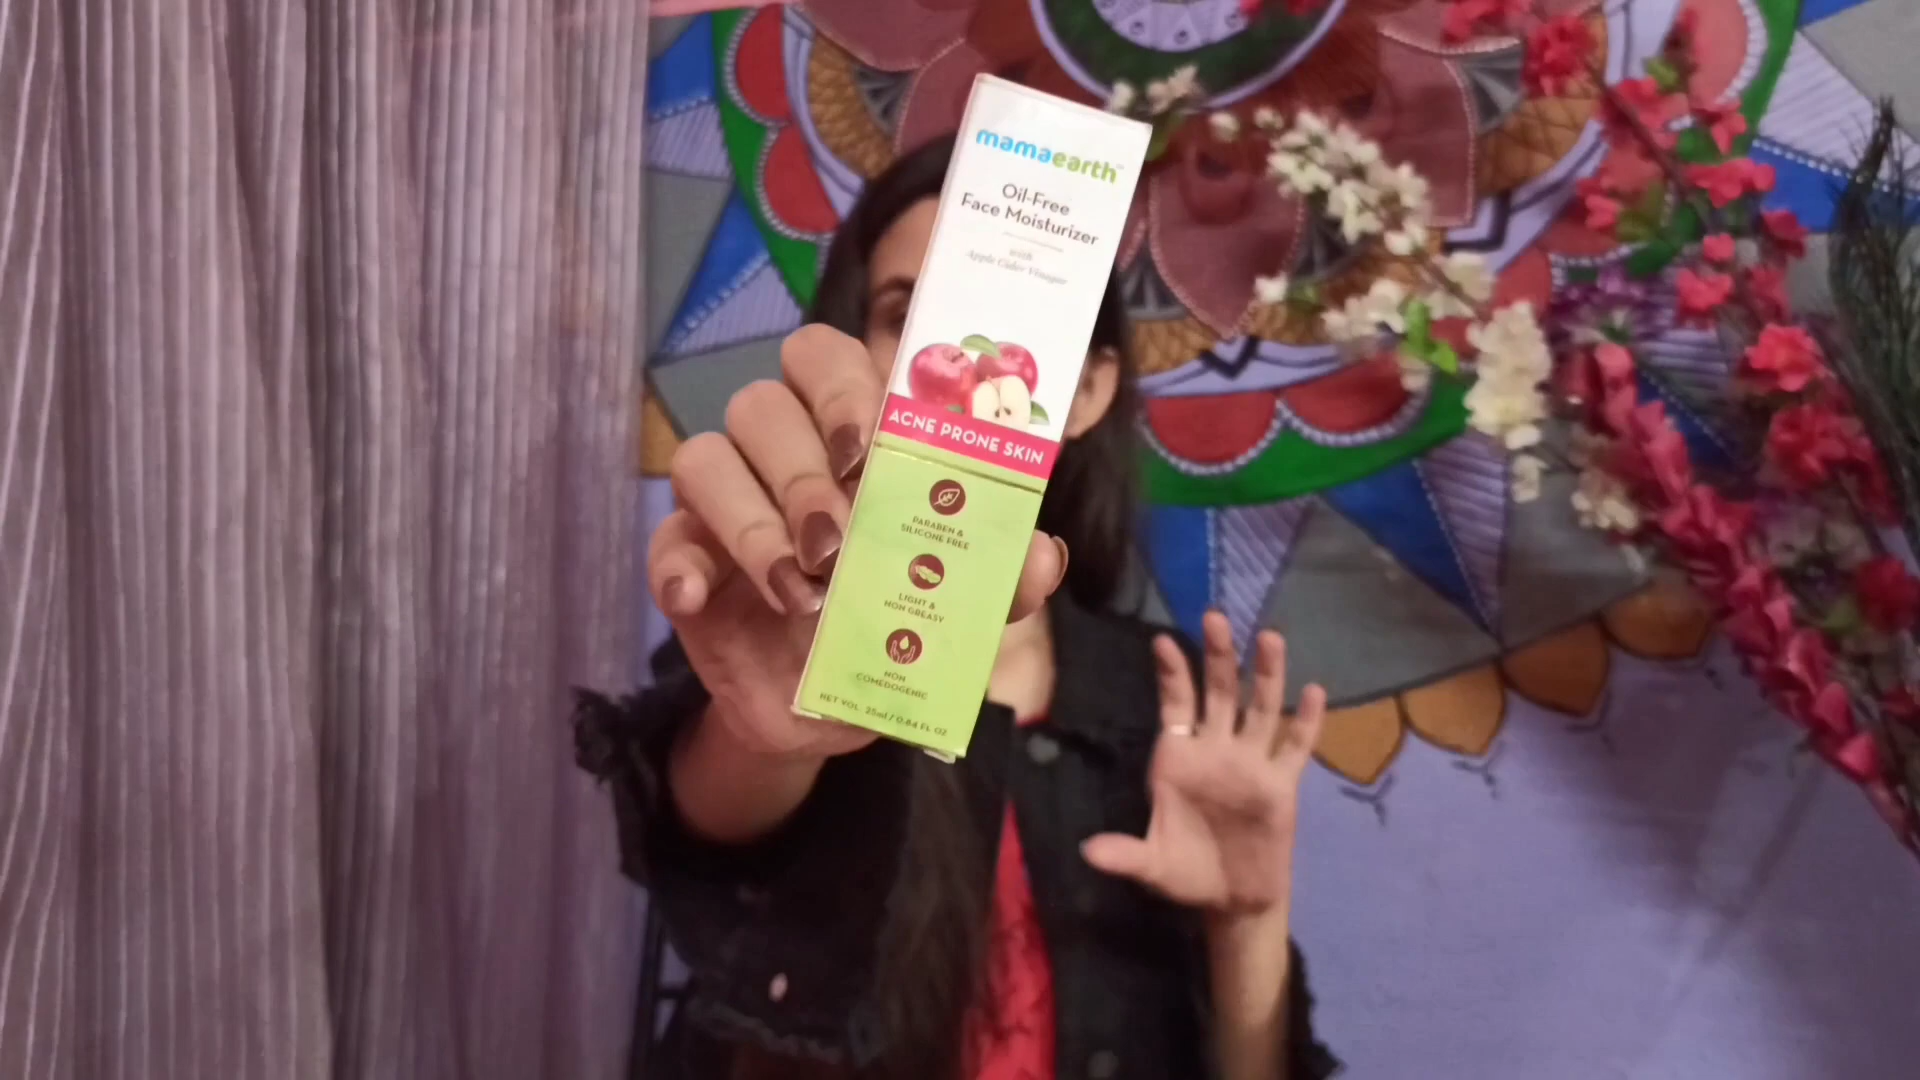 mamaearth™
Oil-Free
Face Moisturizer
with
Apple Cider Vinegar
ACNE PRONE SKIN
PARABEN &
SILICONE FREE
LIGHT &
NON GREASY
NON
COMEDOGENIC
NET VOL. 25ml / 0.84 FL OZ